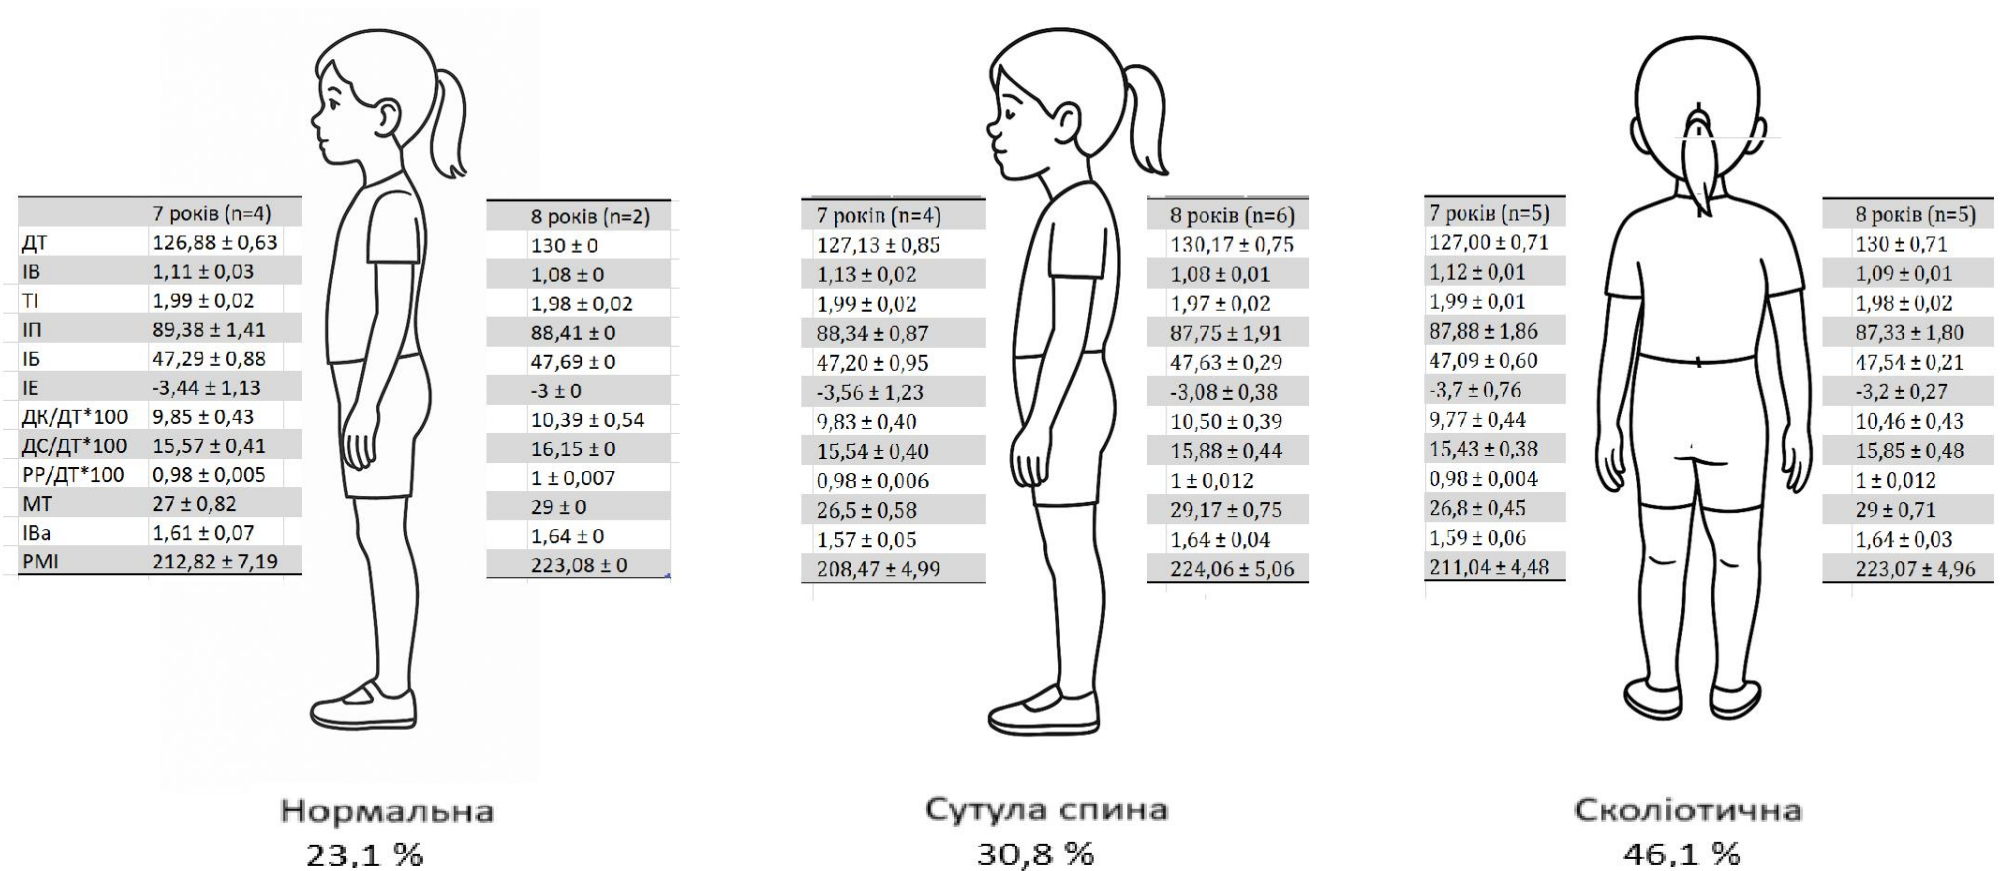 7 років (n=4)
ДТ 126,88 ± 0,63
ІВ 1,11 ± 0,03
ТІ 1,99 ± 0,02
ІП 89,38 ± 1,41
ІБ 47,29 ± 0,88
ІЕ -3,44 ± 1,13
ДК/ДТ*100 9,85 ± 0,43
ДС/ДТ*100 15,57 ± 0,41
РР/ДТ*100 0,98 ± 0,005
МТ 27 ± 0,82
ІВа 1,61 ± 0,07
РМІ 212,82 ± 7,19
8 років (n=2)
130 ± 0
1,08 ± 0
1,98 ± 0,02
88,41 ± 0
47,69 ± 0
-3 ± 0
10,39 ± 0,54
16,15 ± 0
1 ± 0,007
29 ± 0
1,64 ± 0
223,08 ± 0
Нормальна
23,1 %
7 років (n=4)
127,13 ± 0,85
1,13 ± 0,02
1,99 ± 0,02
88,34 ± 0,87
47,20 ± 0,95
-3,56 ± 1,23
9,83 ± 0,40
15,54 ± 0,40
0,98 ± 0,006
26,5 ± 0,58
1,57 ± 0,05
208,47 ± 4,99
8 років (n=6)
130,17 ± 0,75
1,08 ± 0,01
1,97 ± 0,02
87,75 ± 1,91
47,63 ± 0,29
-3,08 ± 0,38
10,50 ± 0,39
15,88 ± 0,44
1 ± 0,012
29,17 ± 0,75
1,64 ± 0,04
224,06 ± 5,06
Сутула спина
30,8 %
7 років (n=5)
127,00 ± 0,71
1,12 ± 0,01
1,99 ± 0,01
87,88 ± 1,86
47,09 ± 0,60
-3,7 ± 0,76
9,77 ± 0,44
15,43 ± 0,38
0,98 ± 0,004
26,8 ± 0,45
1,59 ± 0,06
211,04 ± 4,48
8 років (n=5)
130 ± 0,71
1,09 ± 0,01
1,98 ± 0,02
87,33 ± 1,80
47,54 ± 0,21
-3,2 ± 0,27
10,46 ± 0,43
15,85 ± 0,48
1 ± 0,012
29 ± 0,71
1,64 ± 0,03
223,07 ± 4,96
Сколіотична
46,1 %